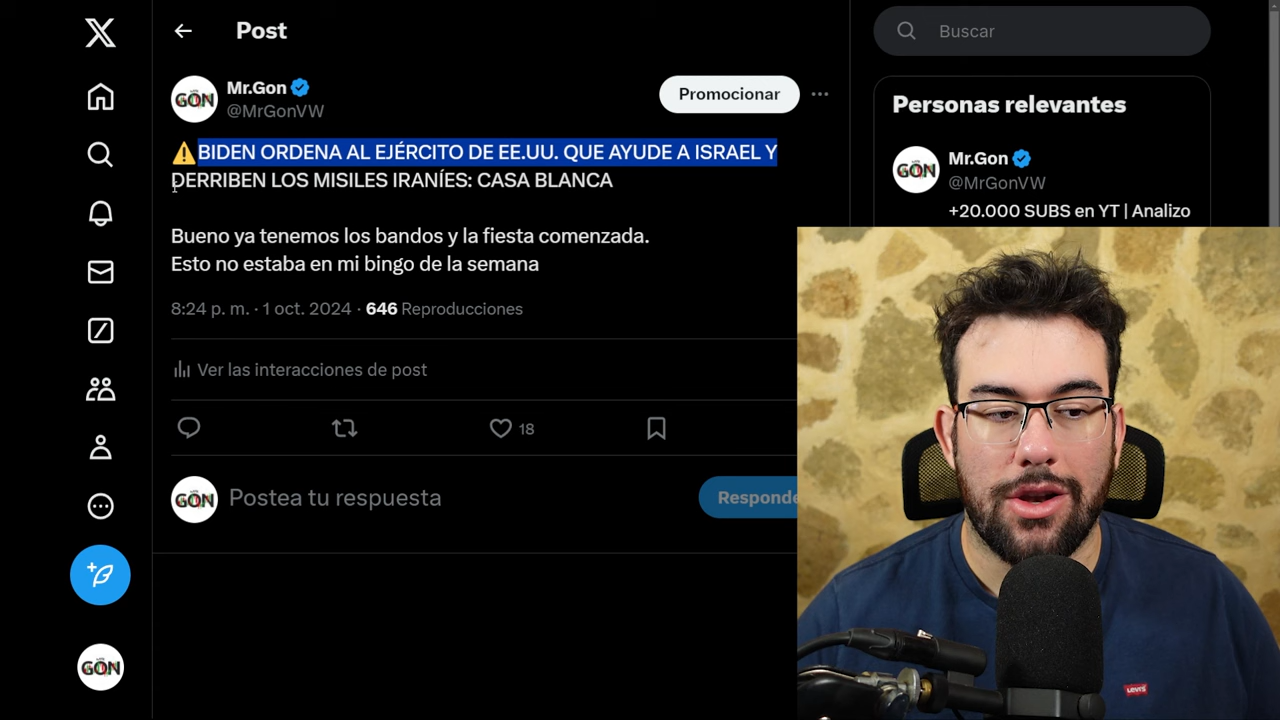 Post
Buscar
GON
Mr.Gon
@MrGonVW
Promocionar
⚠️BIDEN ORDENA AL EJÉRCITO DE EE.UU. QUE AYUDE A ISRAEL Y
DERRIBEN LOS MISILES IRANÍES: CASA BLANCA
Bueno ya tenemos los bandos y la fiesta comenzada.
Esto no estaba en mi bingo de la semana
8:24 p. m. · 1 oct. 2024 · 646 Reproducciones
Ver las interacciones de post
18
GON
Postea tu respuesta
Responde
GON
Personas relevantes
GON
Mr.Gon
@MrGonVW
+20.000 SUBS en YT | Analizo
Levi's